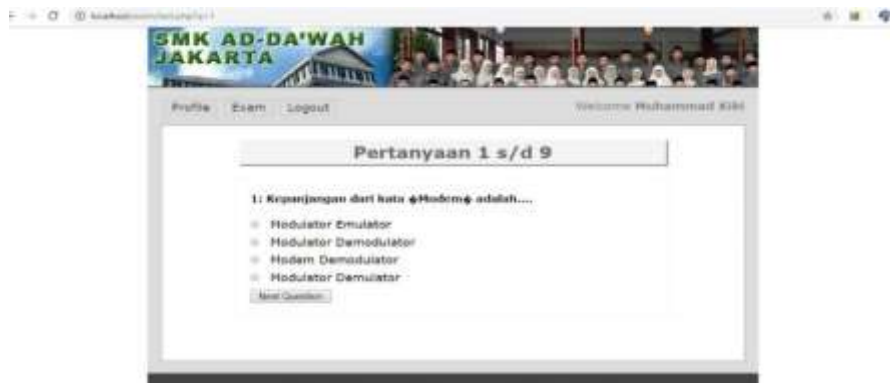 SMK AD-DA'WAH
JAKARTA
Profile Exam Logout
Welcome Muhammad Kiki
Pertanyaan 1 s/d 9
1: Kepanjangan dari kata �Modem� adalah....
Modulator Emulator
Modulator Demodulator
Modem Demodulator
Modulator Demulator
Next Question